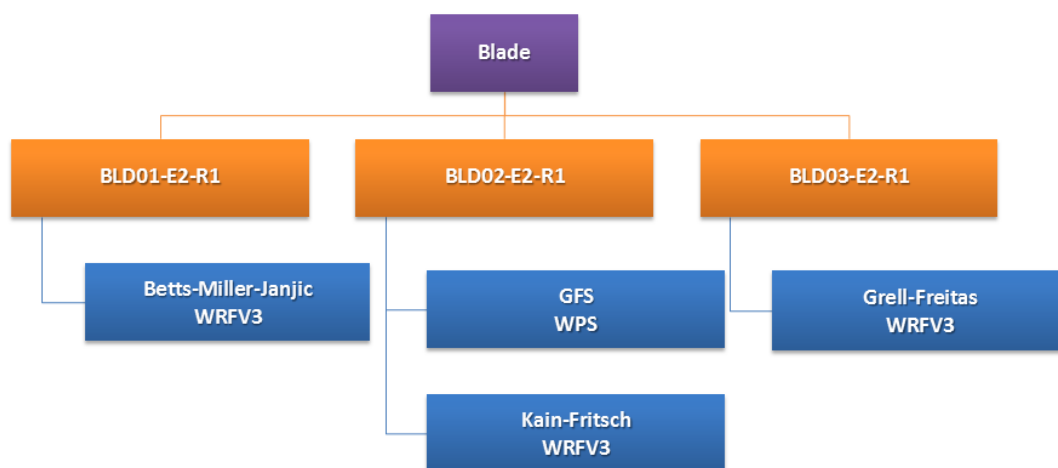 Blade
BLD01-E2-R1
BLD02-E2-R1
BLD03-E2-R1
Betts-Miller-Janjic
WRFV3
GFS
WPS
Grell-Freitas
WRFV3
Kain-Fritsch
WRFV3